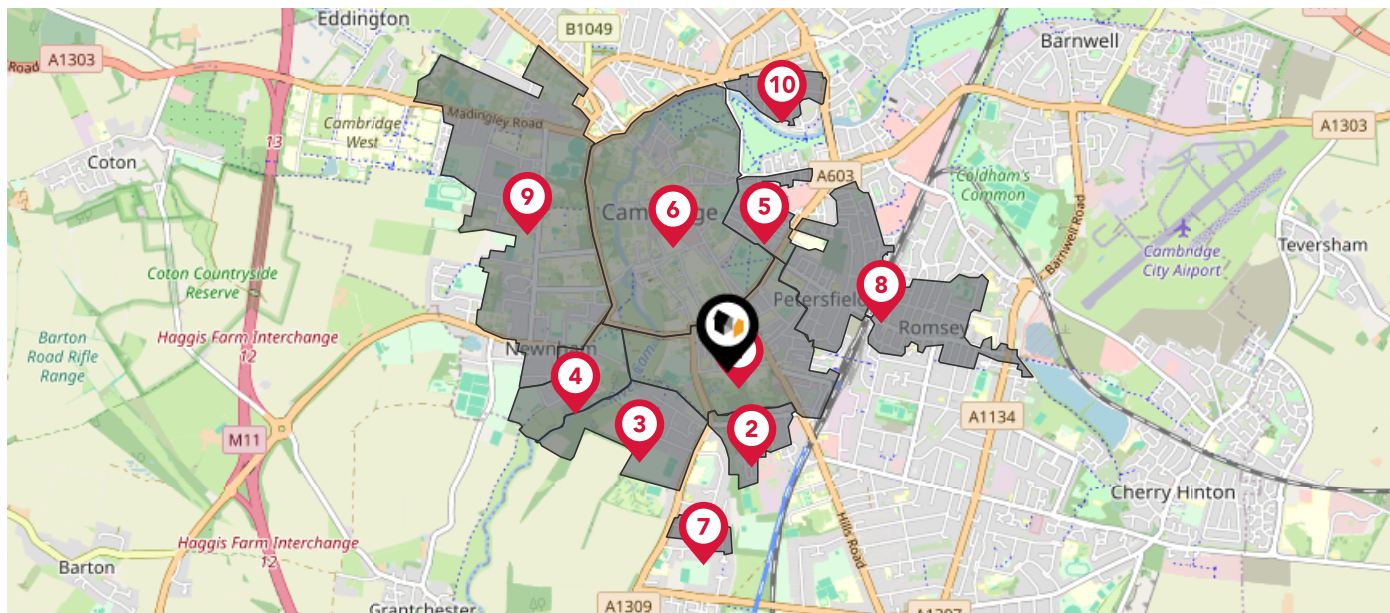 Eddington
B1049
Barnwell
A1303
Road
10
Madingley Road
Cambridge
West
A1303
13
Coton
A603
Coldham's
Common
9
6
5
Barnwell Road
Teversham
Cambridge
City Airport
Coton Countryside
Reserve
8
Petersfield
Romsey
Haggis Farm Interchange
12
Barton
Road Rifle
Range
Newnham
Cam
4
A1134
3
2
M11
Cherry Hinton
7
Hills Road
Haggis Farm Interchange
12
Barton
Grantchester
A1309
A1307